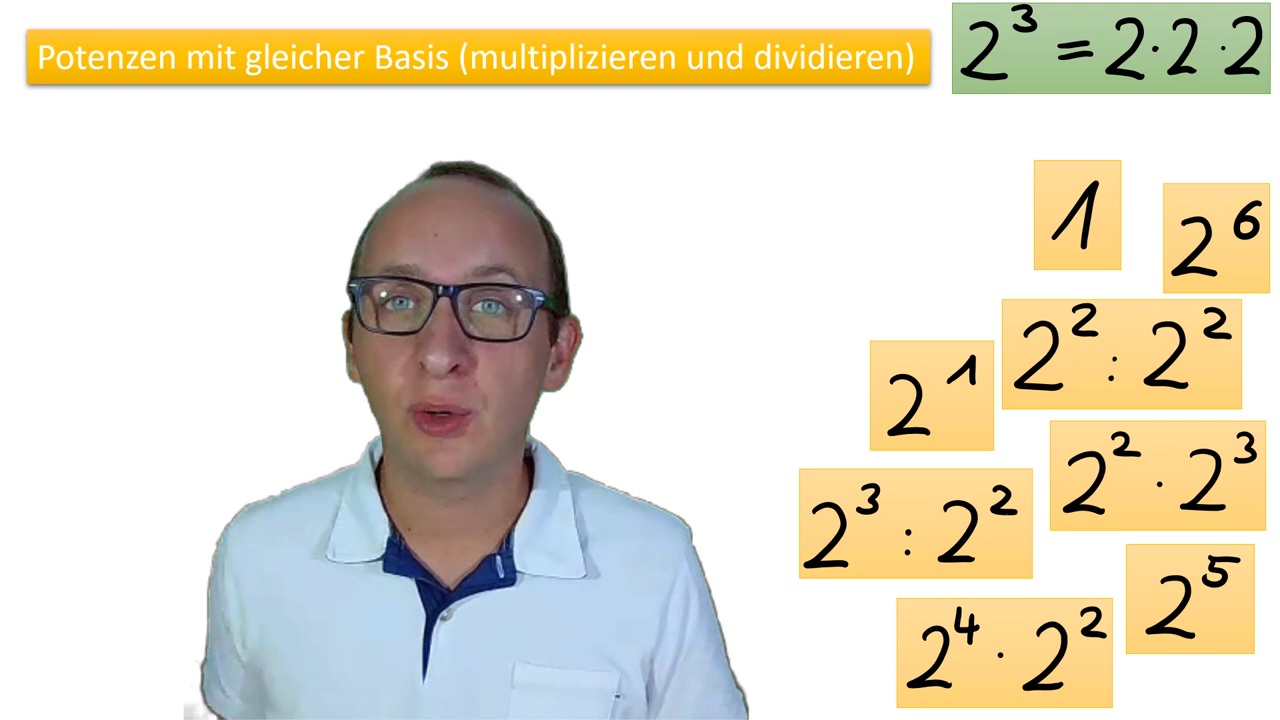 Potenzen mit gleicher Basis (multiplizieren und dividieren)
2³ = 2·2·2
1
2⁶
2² : 2²
2¹
2² · 2³
2³ : 2²
2⁵
2⁴ · 2²